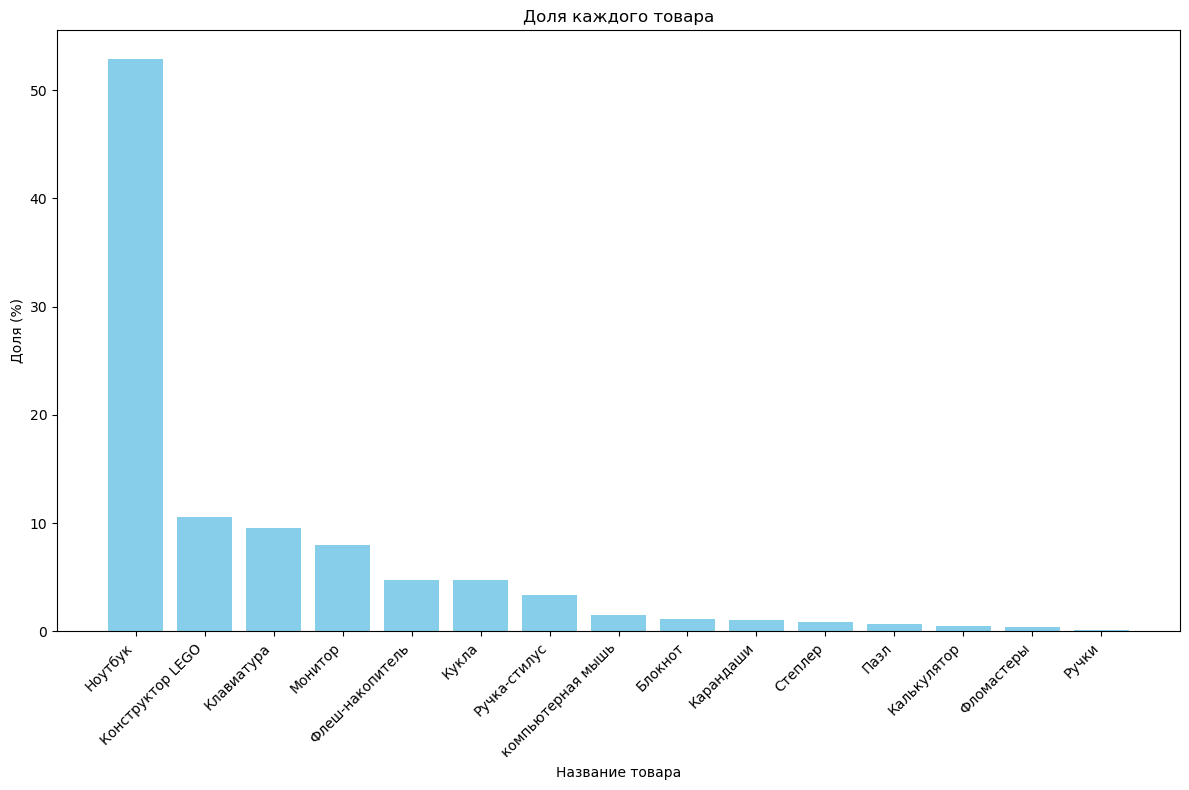 Доля каждого товара
Доля (%)
50
40
30
20
10
0
Ноутбук
Конструктор LEGO
Клавиатура
Монитор
Флеш-накопитель
Кукла
Ручка-стилус
компьютерная мышь
Блокнот
Карандаши
Степлер
Пазл
Калькулятор
Фломастеры
Ручки
Название товара